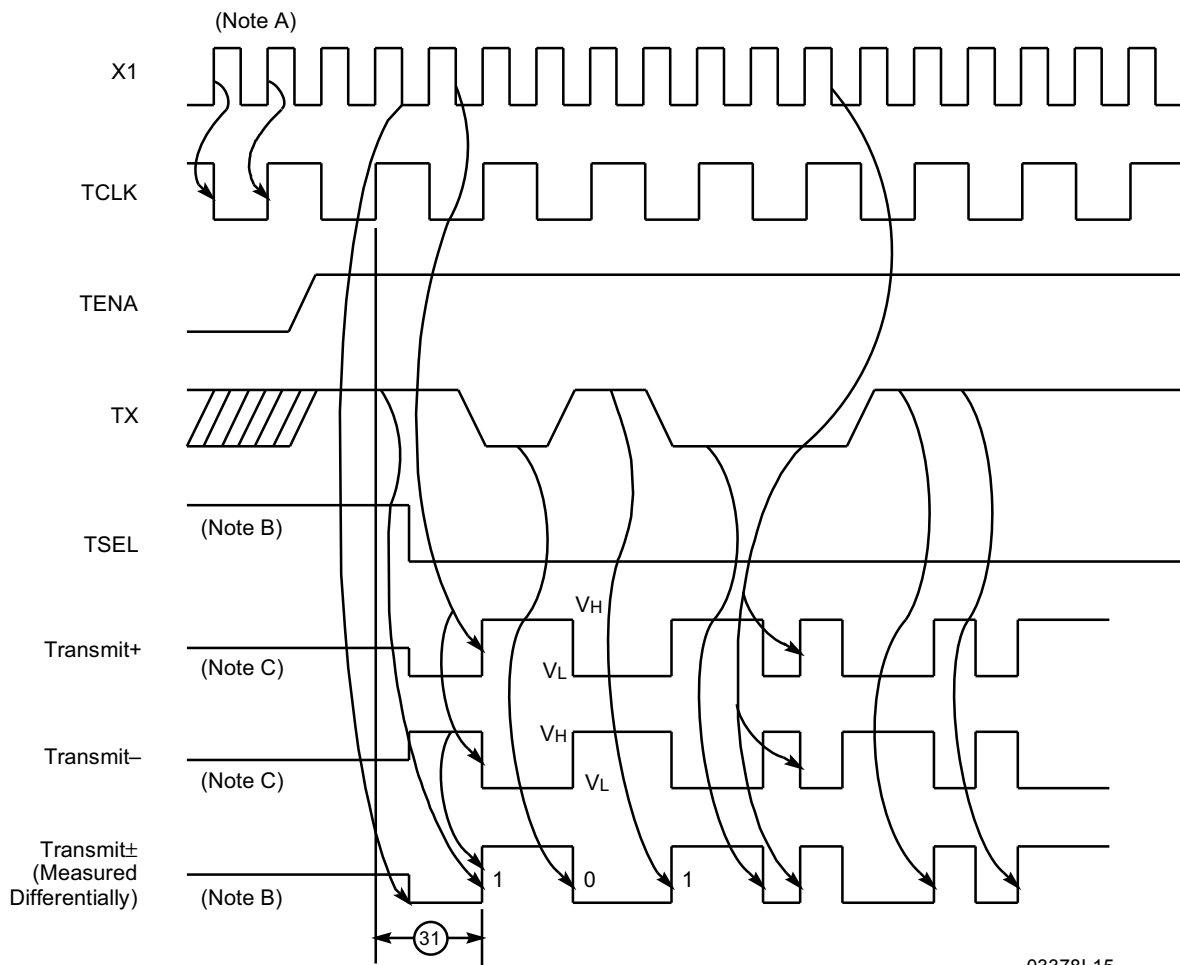 (Note A)
X1
TCLK
TENA
TX
(Note B)
TSEL
VH
Transmit+
(Note C)
VL
VH
Transmit–
(Note C)
VL
Transmit±
(Measured
Differentially)
(Note B)
1
0
1
31